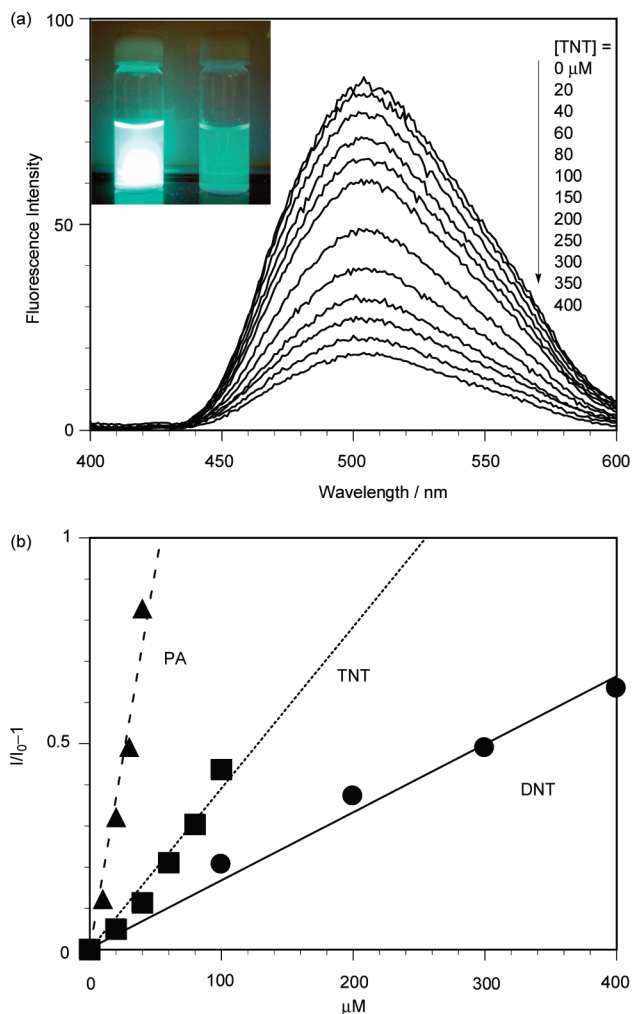 (a)
100
50
0
Fluorescence Intensity
[TNT] =
0 μM
20
40
60
80
100
150
200
250
300
350
400
400
450
500
550
600
Wavelength / nm
(b)
1
0.5
0
I/I₀–1
PA
TNT
DNT
0
100
200
300
400
μM